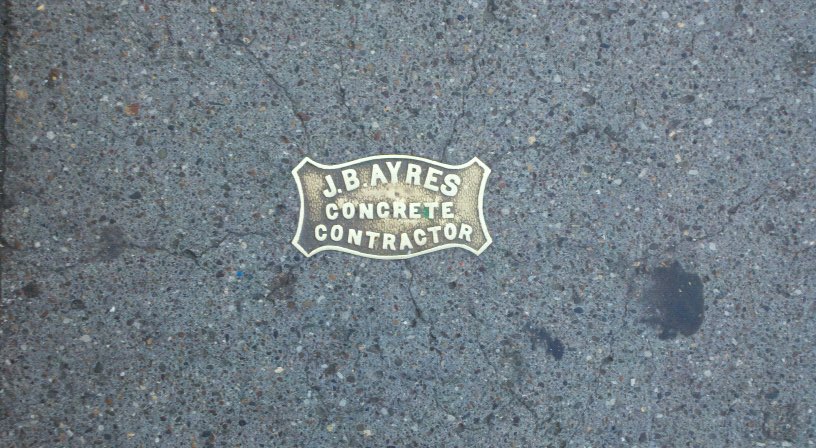 J.B. AYRES
CONCRETE
CONTRACTOR